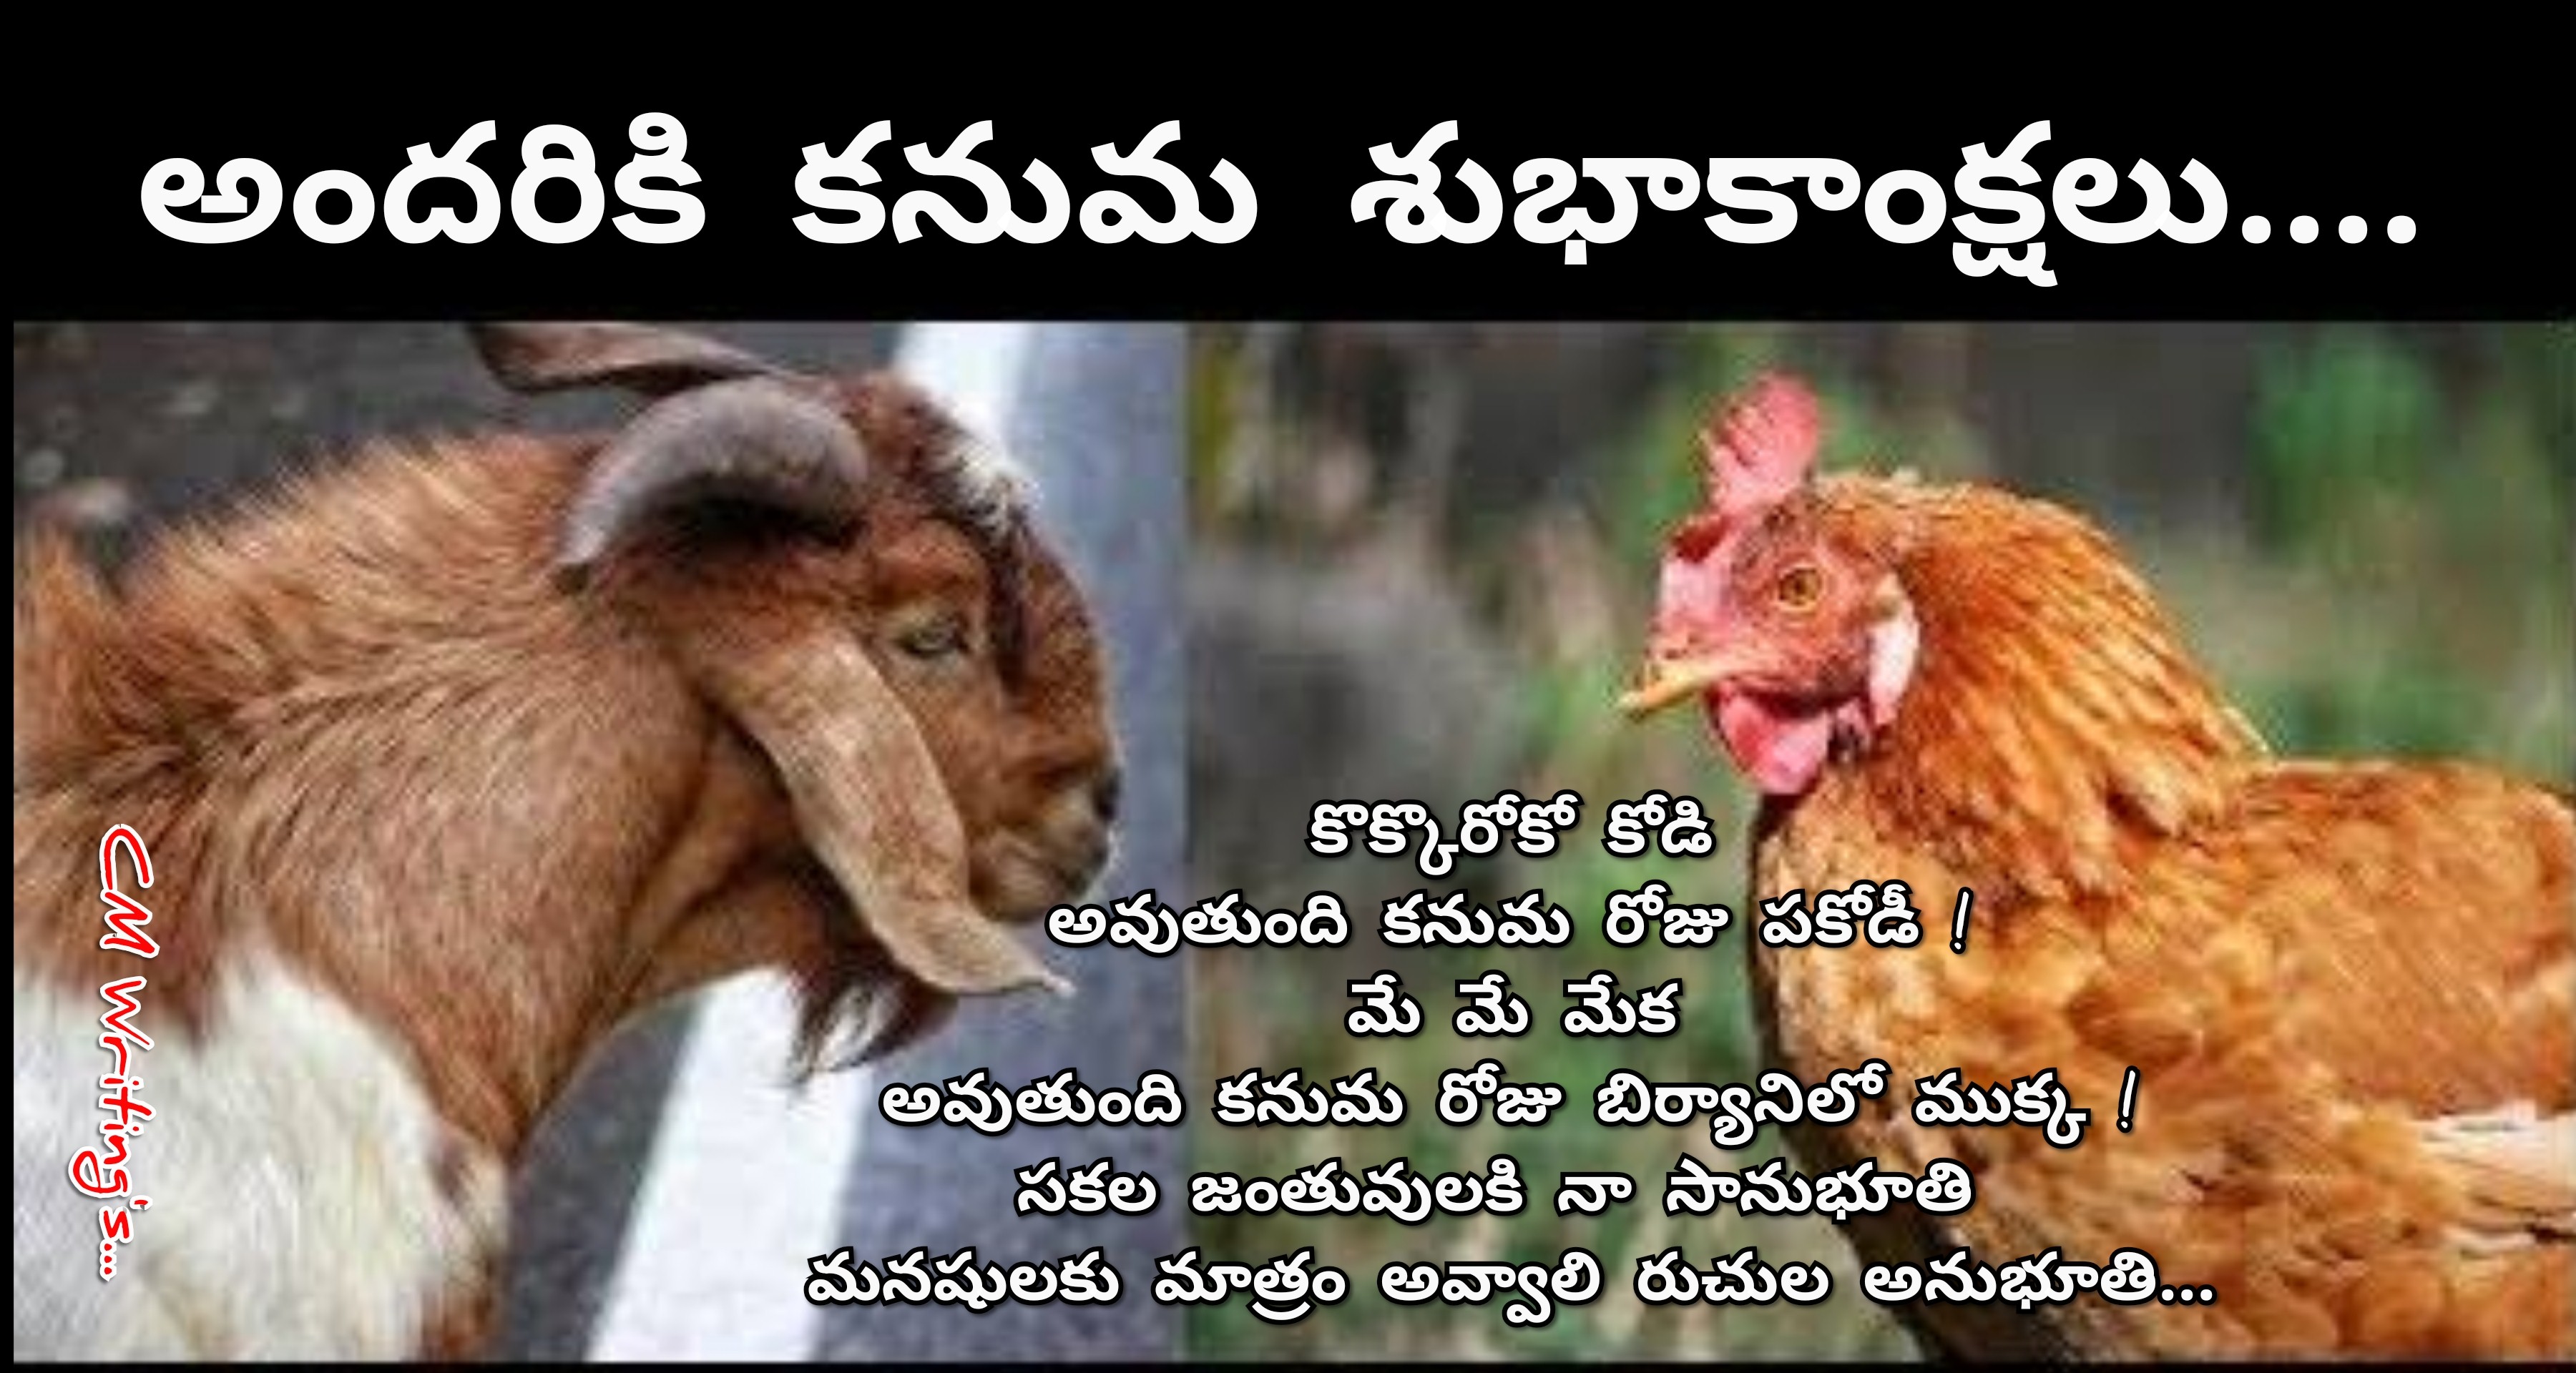 అందరికి కనుమ శుభాకాంక్షలు....
కొక్కొరోకో కోడి
అవుతుంది కనుమ రోజు పకోడీ !
మే మే మేక
అవుతుంది కనుమ రోజు బిర్యానిలో ముక్క !
సకల జంతువులకి నా సానుభూతి
మనషులకు మాత్రం అవ్వాలి రుచుల అనుభూతి...
CM Writing's...